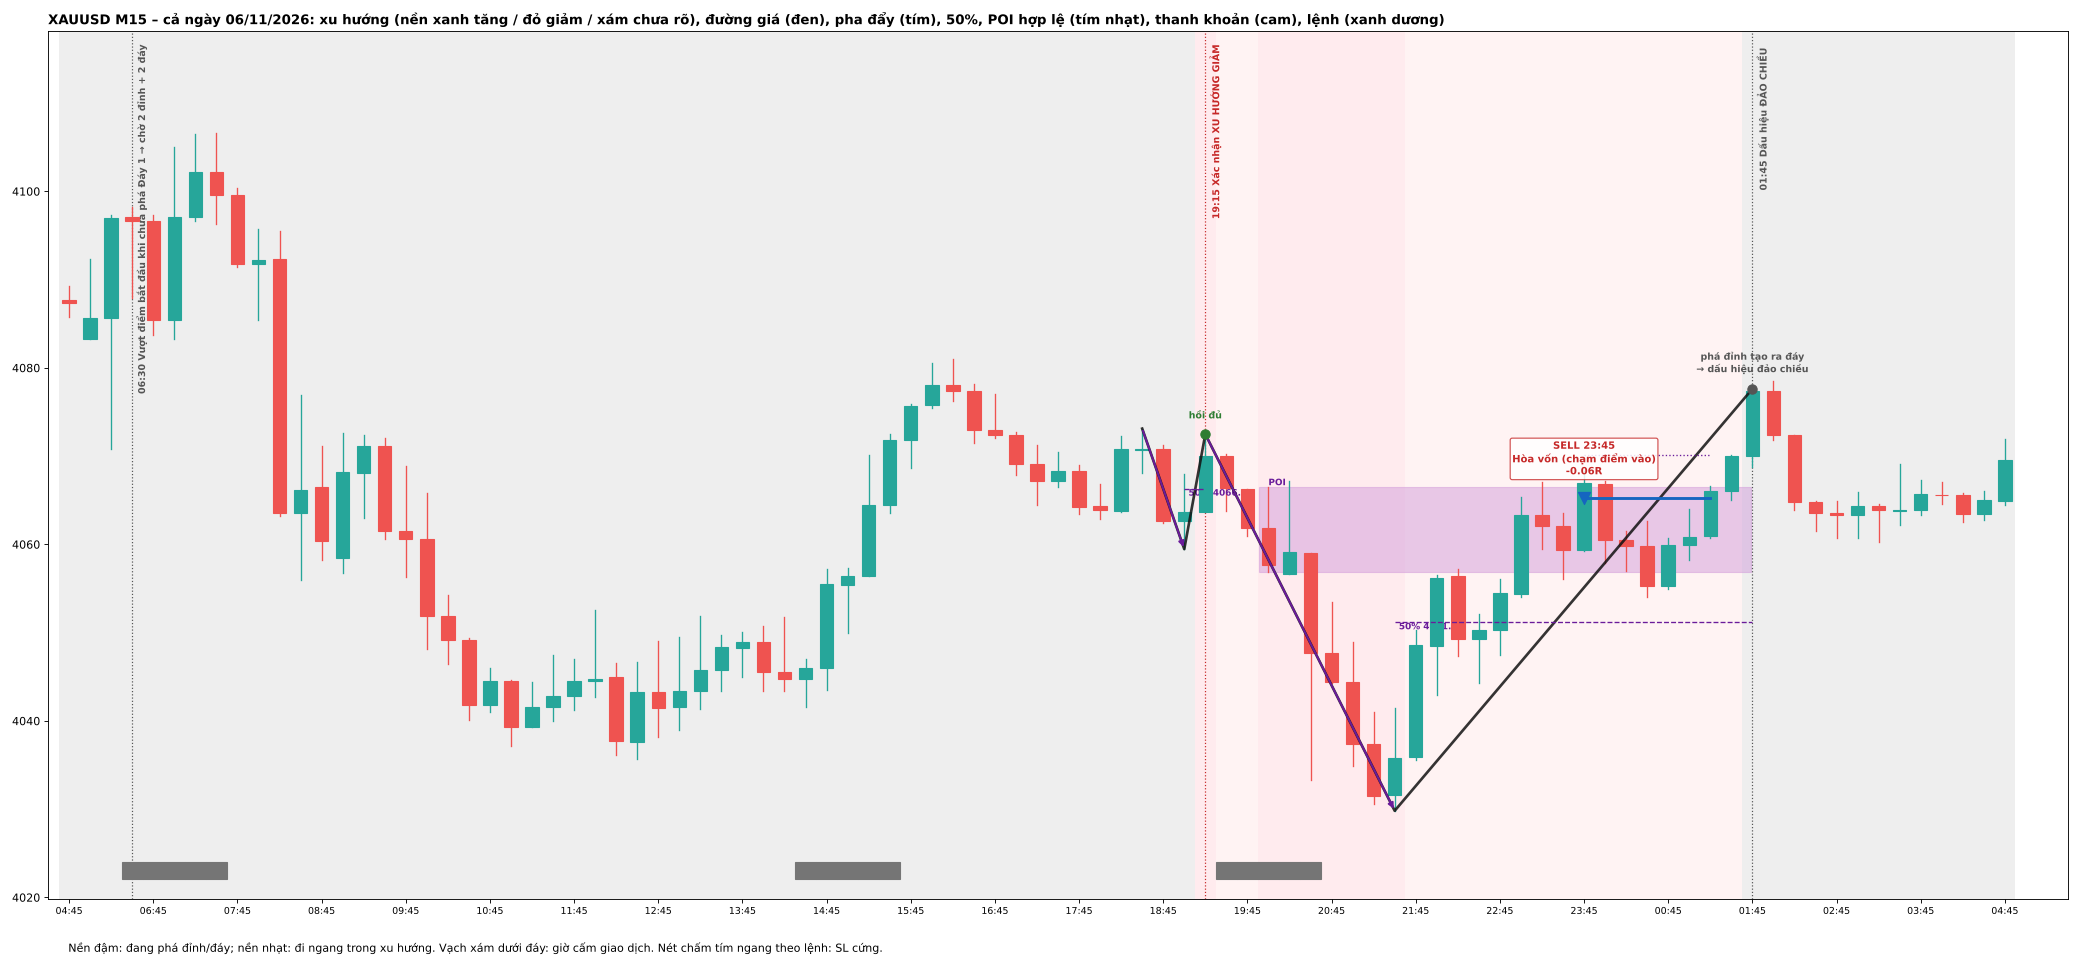 XAUUSD M15 – cả ngày 06/11/2026: xu hướng (nền xanh tăng / đỏ giảm / xám chưa rõ), đường giá (đen), pha đẩy (tím), 50%, POI hợp lệ (tím nhạt), thanh khoản (cam), lệnh (xanh dương)
06:30 Vượt điểm bắt đầu khi chưa phá Đáy 1 → chờ 2 đỉnh + 2 đáy
19:15 Xác nhận XU HƯỚNG GIẢM
01:45 Dấu hiệu ĐẢO CHIỀU
4100
4080
4060
4040
4020
phá đỉnh tạo ra đáy
→ dấu hiệu đảo chiều
hồi đủ
SELL 23:45
Hòa vốn (chạm điểm vào)
-0.06R
POI
50% 4066.
50% 4
04:45 06:45 07:45 08:45 09:45 10:45 11:45 12:45 13:45 14:45 15:45 16:45 17:45 18:45 19:45 20:45 21:45 22:45 23:45 00:45 01:45 02:45 03:45 04:45
Nền đậm: đang phá đỉnh/đáy; nền nhạt: đi ngang trong xu hướng. Vạch xám dưới đáy: giờ cấm giao dịch. Nét chấm tím ngang theo lệnh: SL cứng.